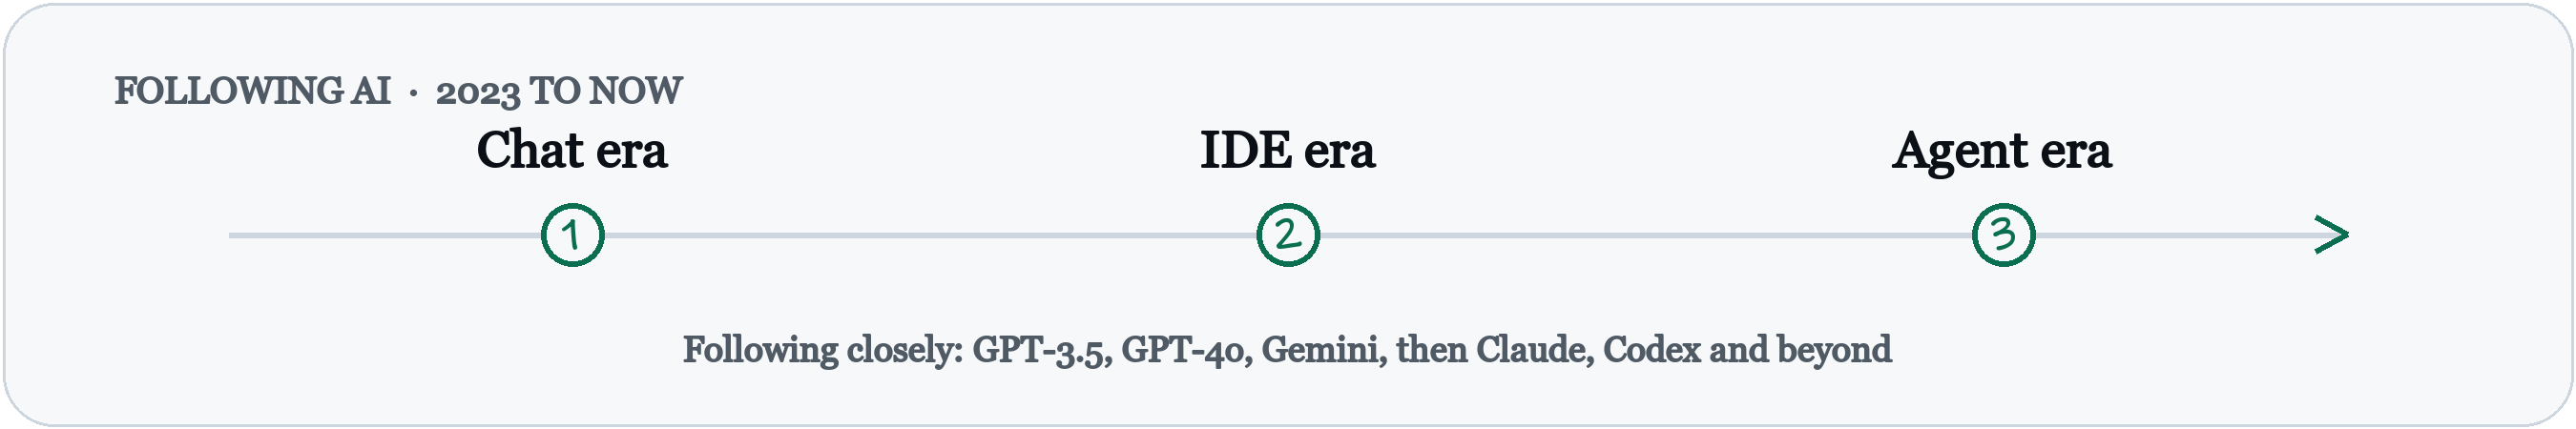 FOLLOWING AI · 2023 TO NOW
Chat era
IDE era
Agent era
1
2
3
Following closely: GPT-3.5, GPT-4o, Gemini, then Claude, Codex and beyond